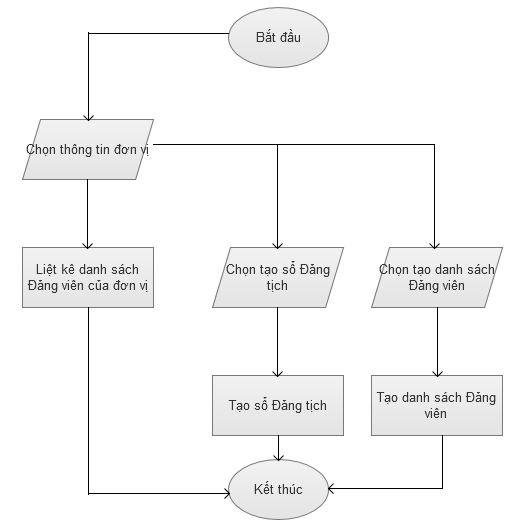 Bắt đầu
Chọn thông tin đơn vị
Liệt kê danh sách
Đảng viên của đơn vị
Chọn tạo sổ Đảng
tịch
Chọn tạo danh sách
Đảng viên
Tạo sổ Đảng tịch
Tạo danh sách Đảng
viên
Kết thúc